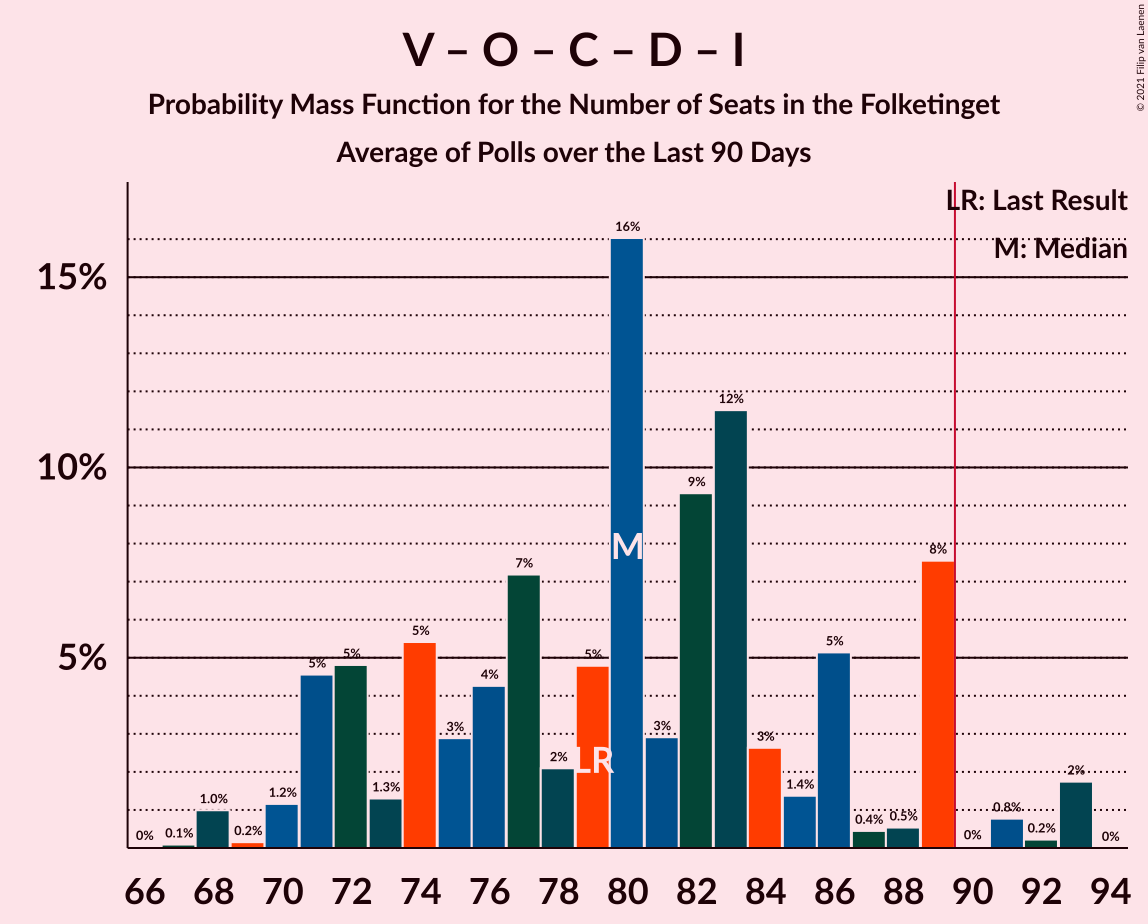 V – O – C – D – I
Probability Mass Function for the Number of Seats in the Folketinget
Average of Polls over the Last 90 Days
© 2021 Filip van Laenen
LR: Last Result
M: Median
15%
10%
5%
0% 0.1% 1.0% 0.2% 1.2% 5% 5% 1.3% 5% 3% 4% 7% 2% 5% 16% 3% 9% 12% 3% 1.4% 5% 0.4% 0.5% 8% 0% 0.8% 0.2% 2% 0%
M
LR
66 68 70 72 74 76 78 80 82 84 86 88 90 92 94